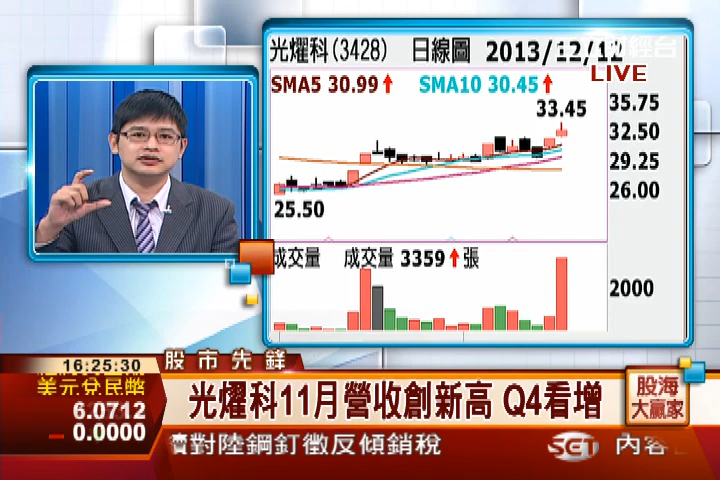 光燿科(3428) 日線圖 2013/12/12
財經台
LIVE
SMA5 30.99 SMA10 30.45
33.45
35.75
32.50
29.25
26.00
25.50
成交量 成交量 3359 張
2000
16:25:30
股市先鋒
美元兌民幣
6.0712
0.0000
光燿科11月營收創新高 Q4看增
股海
大贏家
對陸鋼釘徵反傾銷稅
SET
內容